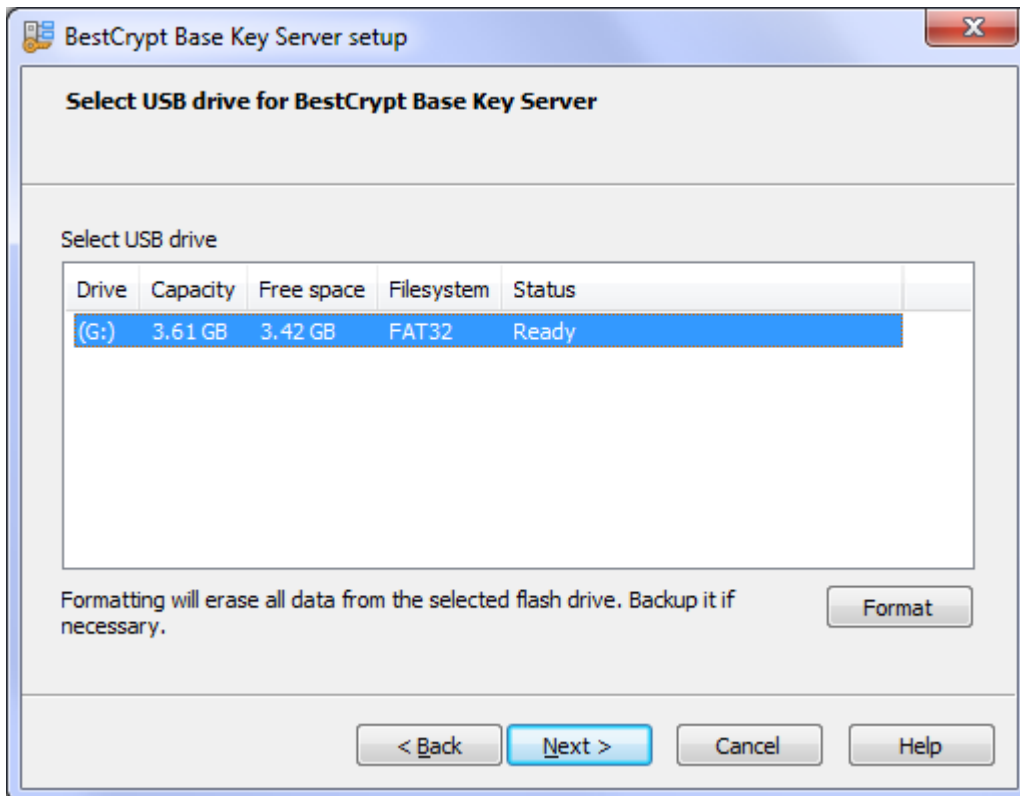 BestCrypt Base Key Server setup
Select USB drive for BestCrypt Base Key Server
Select USB drive
Drive Capacity Free space Filesystem Status
(G:) 3.61 GB 3.42 GB FAT32 Ready
Formatting will erase all data from the selected flash drive. Backup it if
necessary.
Format
< Back Next > Cancel Help